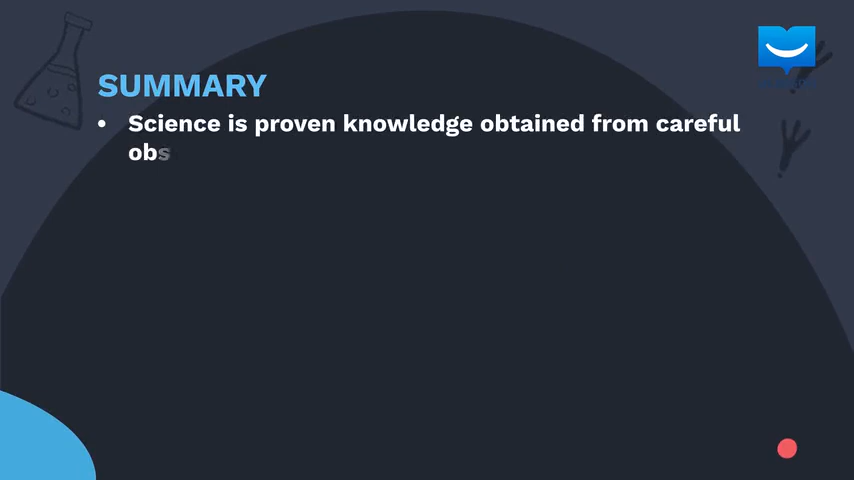 SUMMARY
• Science is proven knowledge obtained from careful
obs